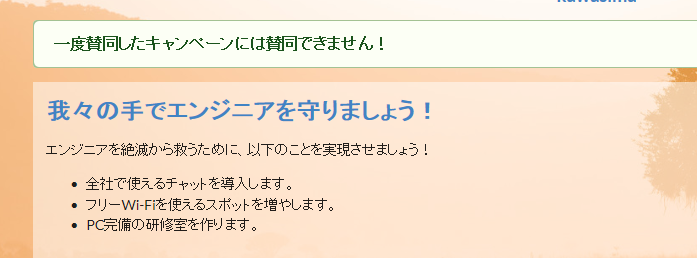 一度賛同したキャンペーンには賛同できません！
我々の手でエンジニアを守りましょう！
エンジニアを絶滅から救うために、以下のことを実現させましょう！
全社で使えるチャットを導入します。
フリーWi-Fiを使えるスポットを増やします。
PC完備の研修室を作ります。